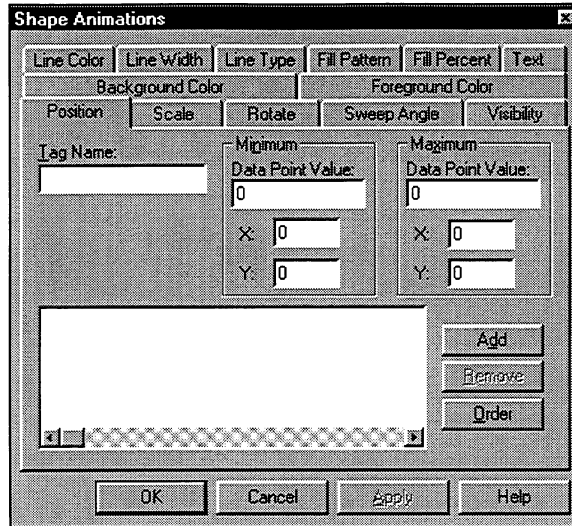 Shape Animations
Line Color Line Width Line Type Fill Pattern Fill Percent Text
Background Color Foreground Color
Position Scale Rotate Sweep Angle Visibility
Tag Name:
Minimum
Data Point Value:
0
X: 0
Y: 0
Maximum
Data Point Value:
0
X: 0
Y: 0
Add
Remove
Order
OK Cancel Apply Help